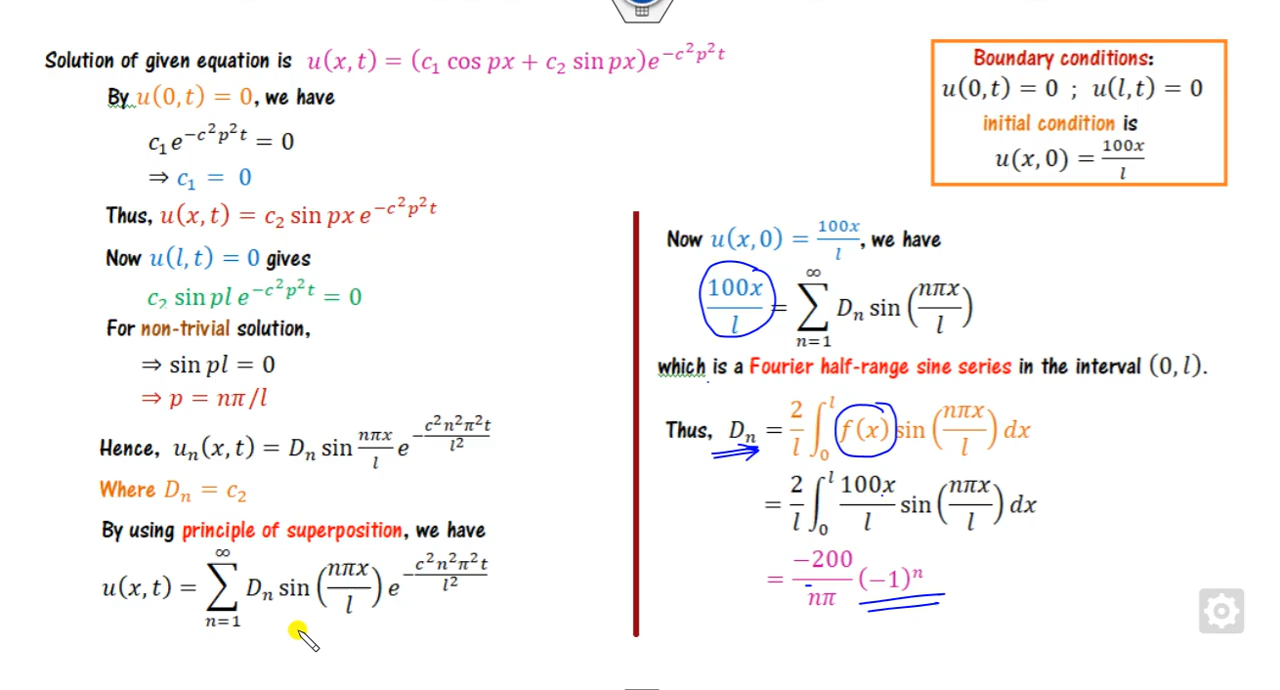 Solution of given equation is u(x, t) = (c₁ cos px + c₂ sin px)e^(−c²p²t)
By u(0, t) = 0, we have
c₁e^(−c²p²t) = 0
⇒ c₁ = 0
Thus, u(x, t) = c₂ sin px e^(−c²p²t)
Now u(l, t) = 0 gives
c₂ sin pl e^(−c²p²t) = 0
For non-trivial solution,
⇒ sin pl = 0
⇒ p = nπ/l
Hence, uₙ(x, t) = Dₙ sin (nπx/l) e^(−c²n²π²t/l²)
Where Dₙ = c₂
By using principle of superposition, we have
u(x, t) = ∑_(n=1)^∞ Dₙ sin (nπx/l) e^(−c²n²π²t/l²)
Boundary conditions:
u(0, t) = 0 ; u(l, t) = 0
initial condition is
u(x, 0) = 100x/l
Now u(x, 0) = 100x/l, we have
100x/l = ∑_(n=1)^∞ Dₙ sin (nπx/l)
which is a Fourier half-range sine series in the interval (0, l).
Thus, Dₙ = 2/l ∫₀^l f(x) sin (nπx/l) dx
= 2/l ∫₀^l 100x/l sin (nπx/l) dx
= −200/nπ (−1)ⁿ